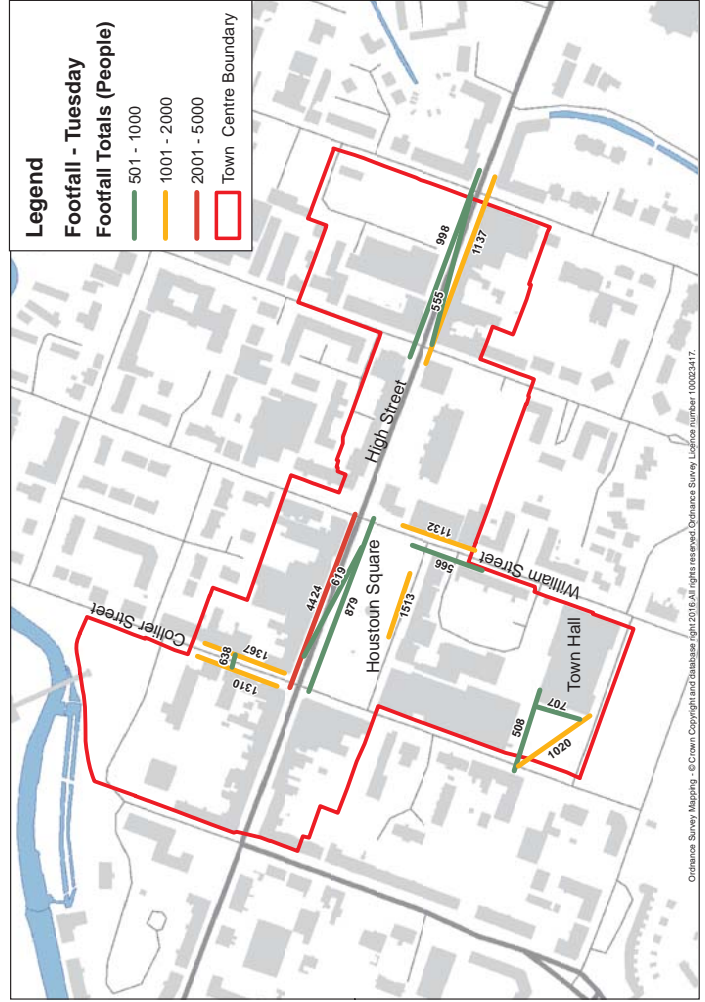 Legend
Footfall - Tuesday
Footfall Totals (People)
501 - 1000
1001 - 2000
2001 - 5000
Town Centre Boundary
Collier Street
638
1367
1310
4424
619
879
Houstoun Square
1513
High Street
998
555
1137
1132
566
William Street
Town Hall
508
707
1020
Ordnance Survey Mapping - © Crown Copyright and database right 2016. All rights reserved. Ordnance Survey Licence number 100023417.